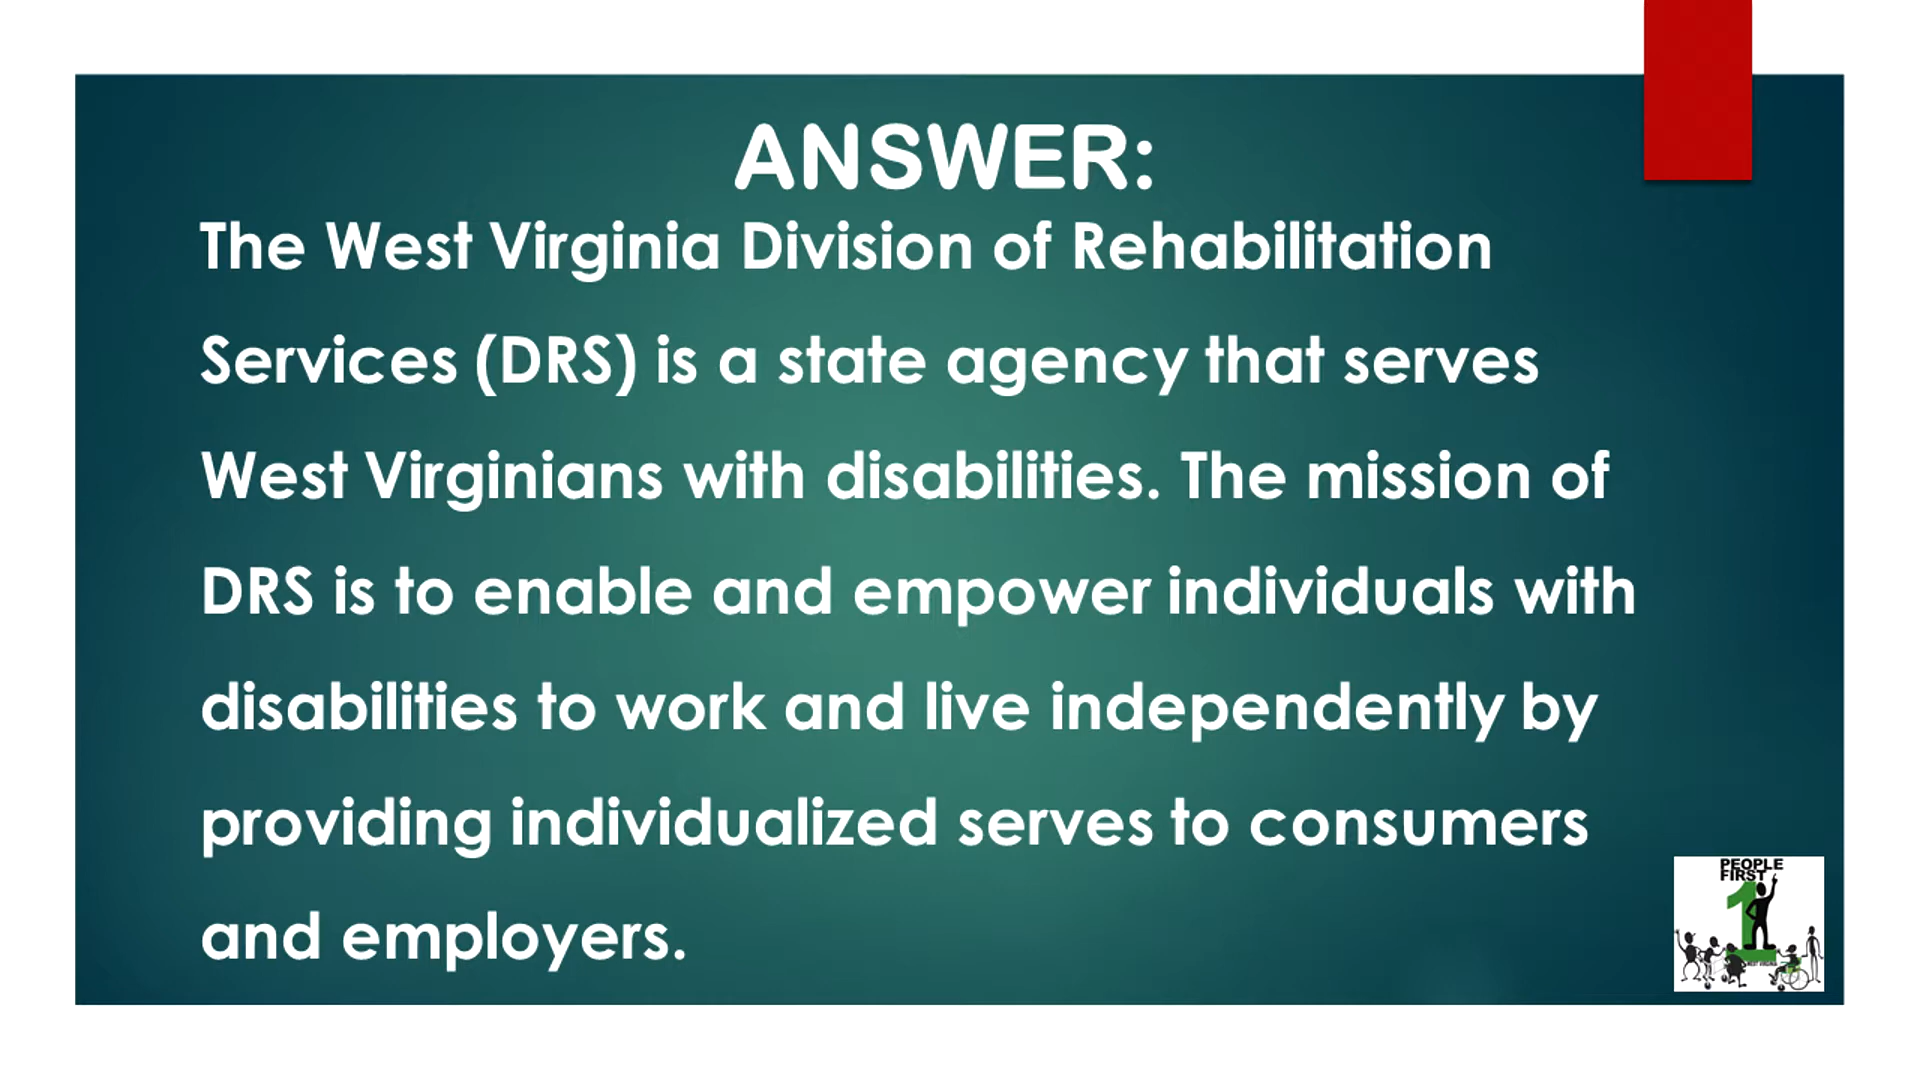 ANSWER:
The West Virginia Division of Rehabilitation
Services (DRS) is a state agency that serves
West Virginians with disabilities. The mission of
DRS is to enable and empower individuals with
disabilities to work and live independently by
providing individualized serves to consumers
and employers.
PEOPLE
FIRST
1